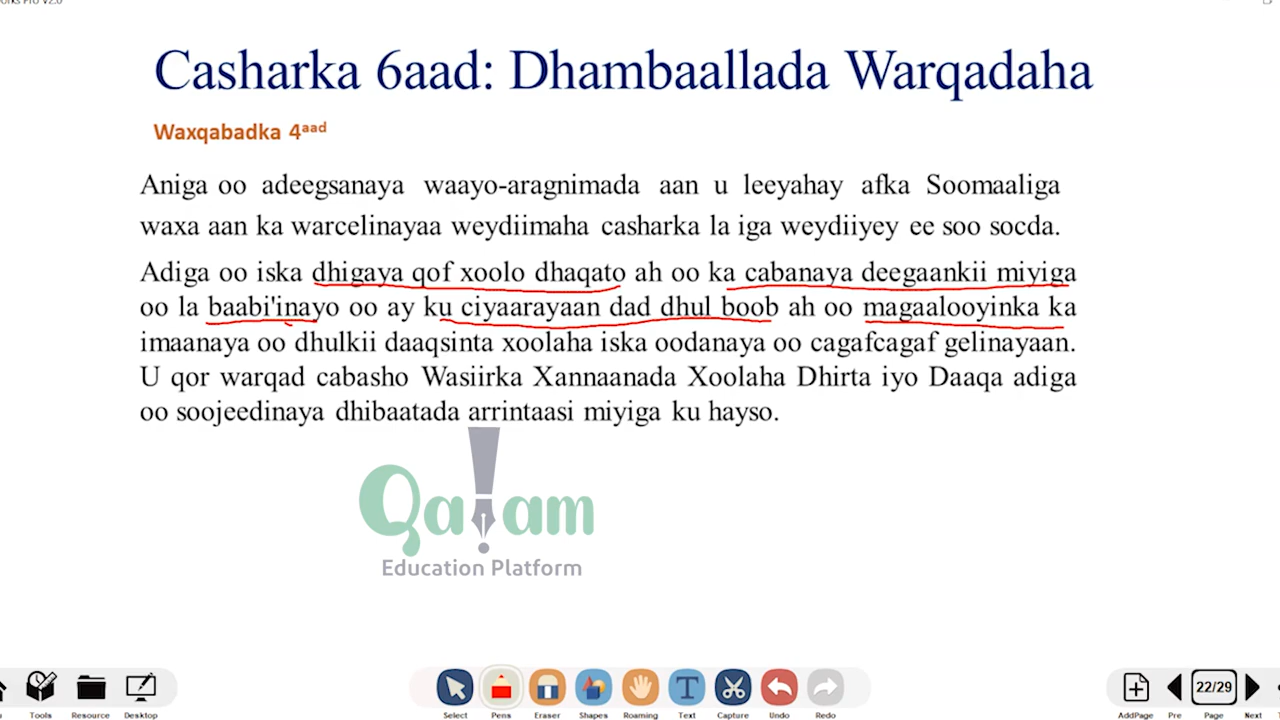 Casharka 6aad: Dhambaallada Warqadaha
Waxqabadka 4aad
Aniga oo adeegsanaya waayo-aragnimada aan u leeyahay afka Soomaaliga
waxa aan ka warcelinayaa weydiimaha casharka la iga weydiiyey ee soo socda.
Adiga oo iska dhigaya qof xoolo dhaqato ah oo ka cabanaya deegaankii miyiga
oo la baabi'inayo oo ay ku ciyaarayaan dad dhul boob ah oo magaalooyinka ka
imaanaya oo dhulkii daaqsinta xoolaha iska oodanaya oo cagafcagaf gelinayaan.
U qor warqad cabasho Wasiirka Xannaanada Xoolaha Dhirta iyo Daaqa adiga
oo soojeedinaya dhibaatada arrintaasi miyiga ku hayso.
Qalam
Education Platform
Tools Resource Desktop Select Pens Eraser Shapes Roaming Text Capture Undo Redo AddPage Pre 22/29 Page Next